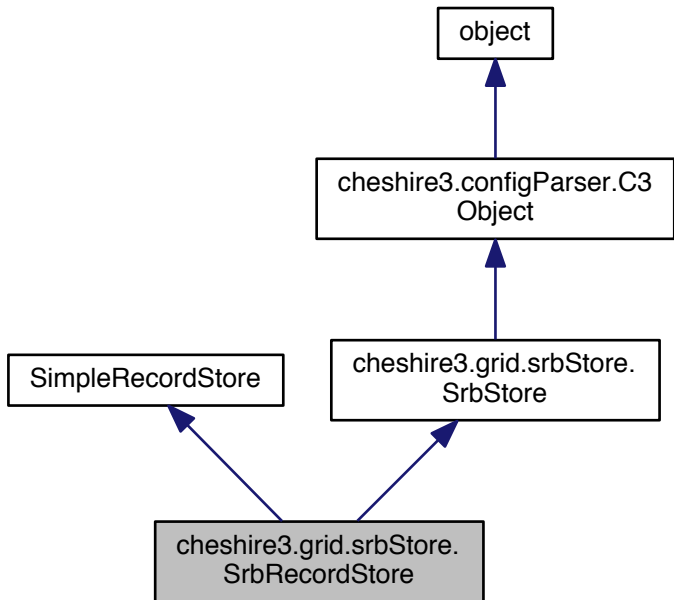 object
cheshire3.configParser.C3
Object
cheshire3.grid.srbStore.
SrbStore
SimpleRecordStore
cheshire3.grid.srbStore.
SrbRecordStore